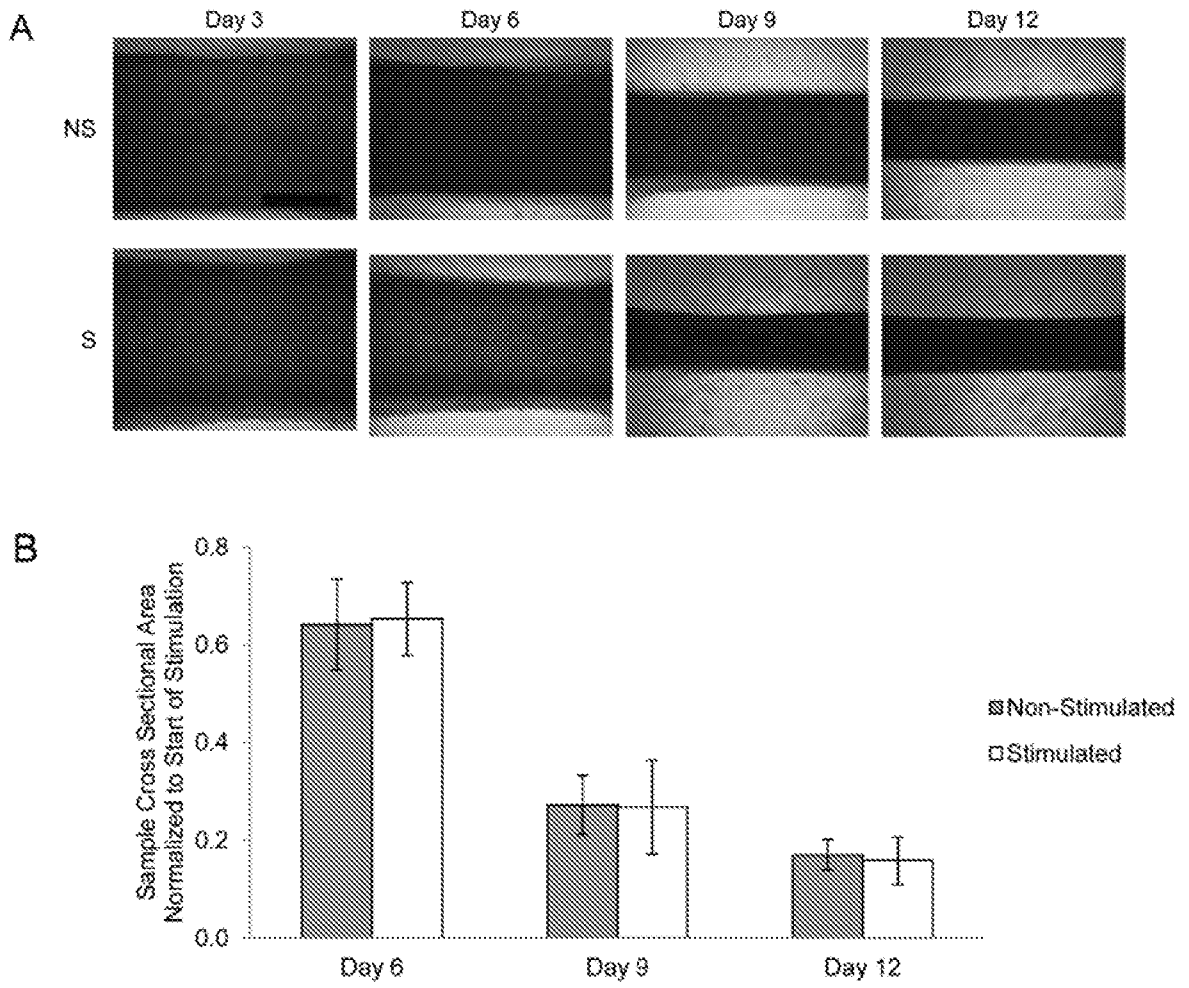 A
Day 3 Day 6 Day 9 Day 12
NS
S
B
Sample Cross Sectional Area
Normalized to Start of Stimulation
0.8
0.6
0.4
0.2
0.0
Day 6 Day 9 Day 12
Non-Stimulated
Stimulated